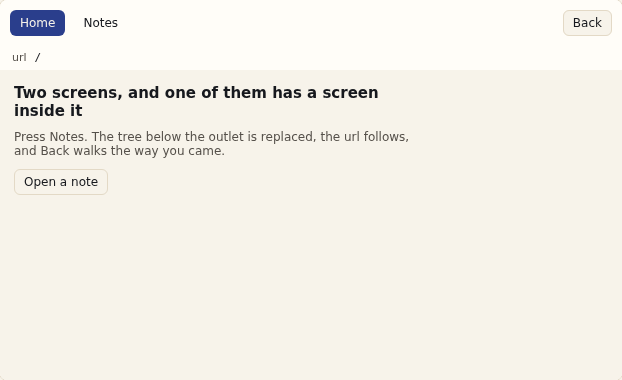 Home Notes Back
url /
Two screens, and one of them has a screen
inside it
Press Notes. The tree below the outlet is replaced, the url follows,
and Back walks the way you came.
Open a note